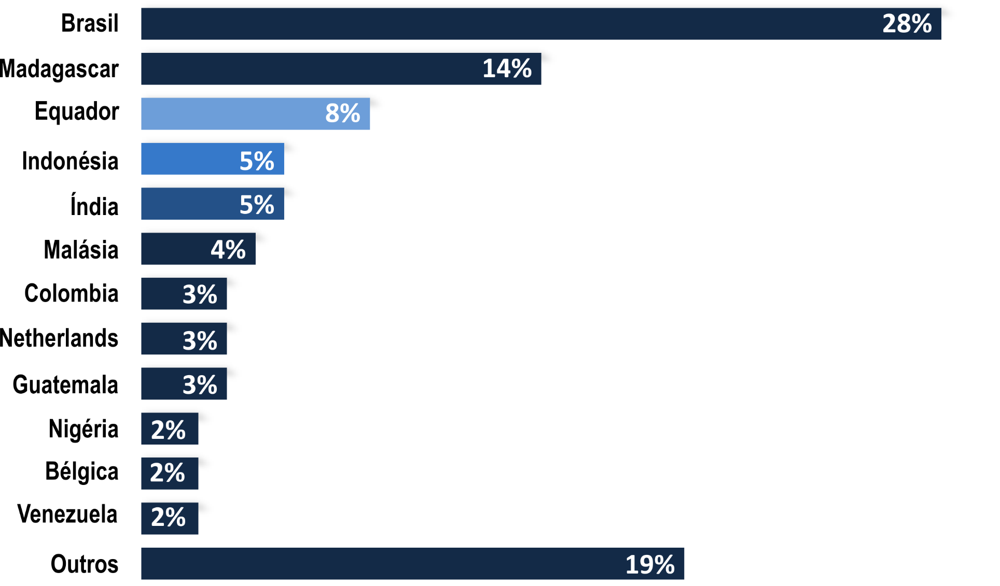 Brasil 28%
Madagascar 14%
Equador 8%
Indonésia 5%
Índia 5%
Malásia 4%
Colombia 3%
Netherlands 3%
Guatemala 3%
Nigéria 2%
Bélgica 2%
Venezuela 2%
Outros 19%